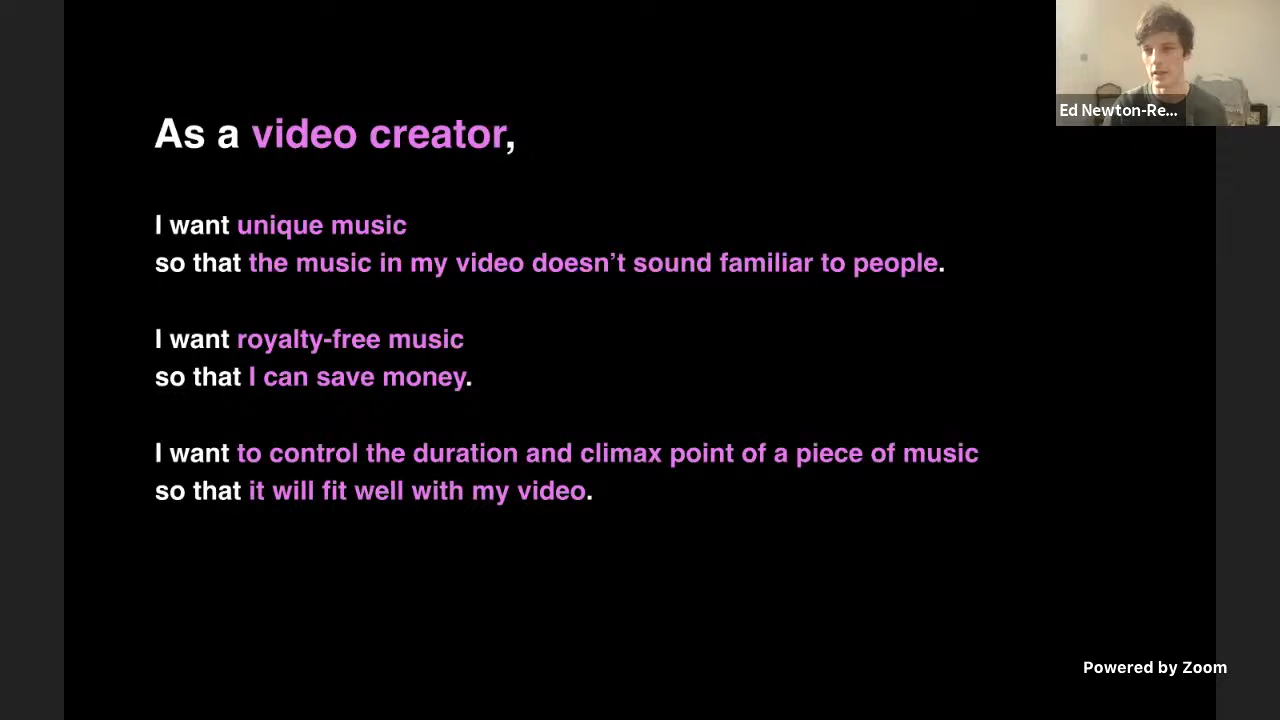 As a video creator,
I want unique music
so that the music in my video doesn’t sound familiar to people.
I want royalty-free music
so that I can save money.
I want to control the duration and climax point of a piece of music
so that it will fit well with my video.
Ed Newton-Re...
Powered by Zoom